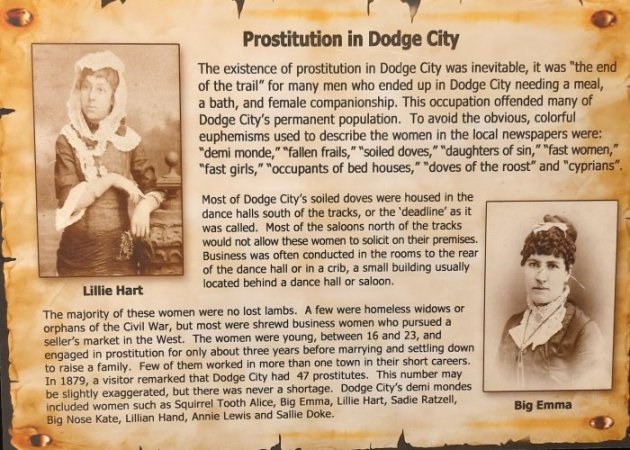 Prostitution in Dodge City
The existence of prostitution in Dodge City was inevitable, it was “the end
of the trail” for many men who ended up in Dodge City needing a meal,
a bath, and female companionship. This occupation offended many of
Dodge City’s permanent population. To avoid the obvious, colorful
euphemisms used to describe the women in the local newspapers were:
“demi monde,” “fallen frails,” “soiled doves,” “daughters of sin,” “fast women,”
“fast girls,” “occupants of bed houses,” “doves of the roost” and “cyprians”.
Most of Dodge City’s soiled doves were housed in the
dance halls south of the tracks, or the ‘deadline’ as it
was called. Most of the saloons north of the tracks
would not allow these women to solicit on their premises.
Business was often conducted in the rooms to the rear
of the dance hall or in a crib, a small building usually
located behind a dance hall or saloon.
Lillie Hart
The majority of these women were no lost lambs. A few were homeless widows or
orphans of the Civil War, but most were shrewd business women who pursued a
seller’s market in the West. The women were young, between 16 and 23, and
engaged in prostitution for only about three years before marrying and settling down
to raise a family. Few of them worked in more than one town in their short careers.
In 1879, a visitor remarked that Dodge City had 47 prostitutes. This number may
be slightly exaggerated, but there was never a shortage. Dodge City’s demi mondes
included women such as Squirrel Tooth Alice, Big Emma, Lillie Hart, Sadie Ratzell,
Big Nose Kate, Lillian Hand, Annie Lewis and Sallie Doke.
Big Emma